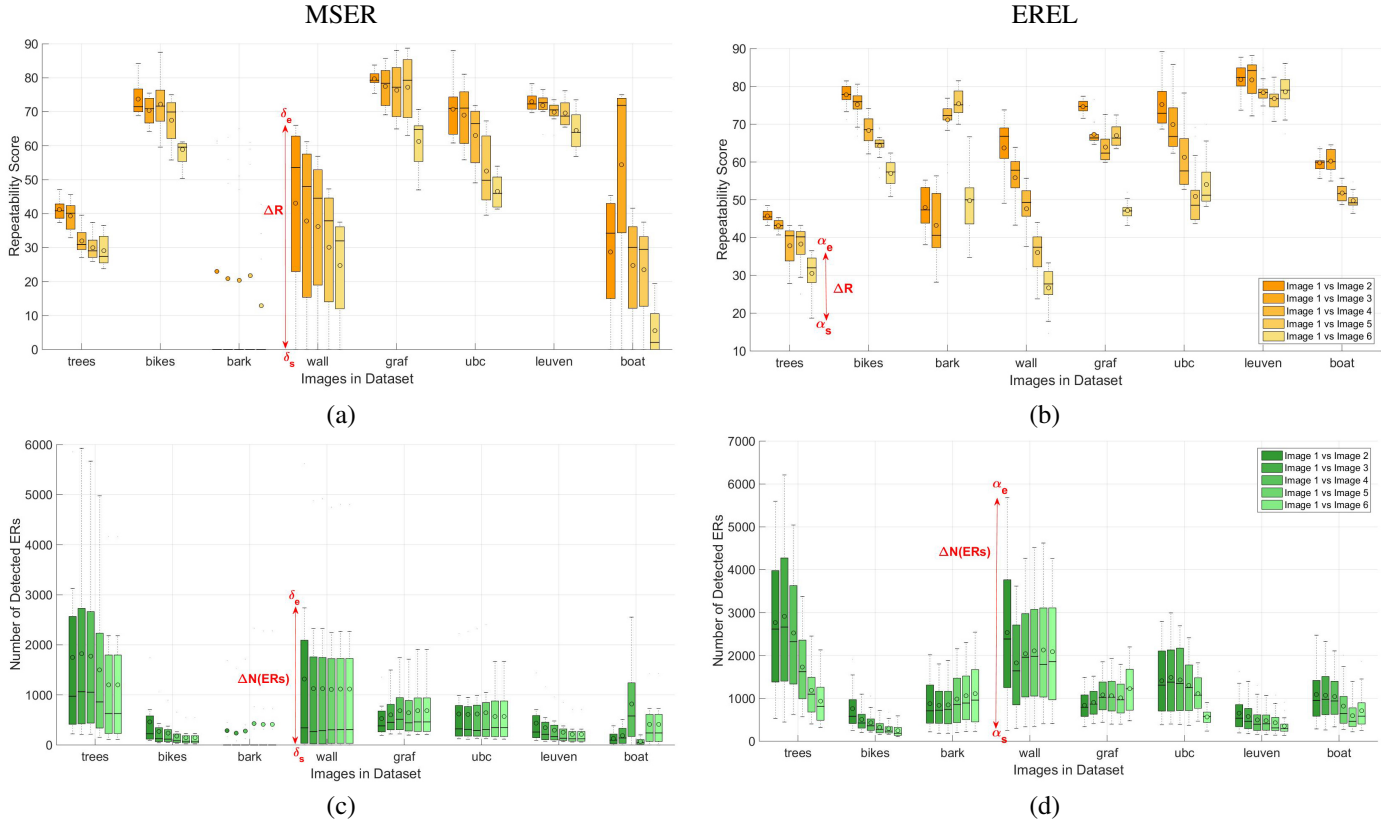 MSER
EREL
Repeatability Score
90
80
70
60
50
40
30
20
10
0
δe
ΔR
δs
trees bikes bark wall graf ubc leuven boat
Images in Dataset
(a)
Repeatability Score
90
80
70
60
50
40
30
20
10
αe
ΔR
αs
Image 1 vs Image 2
Image 1 vs Image 3
Image 1 vs Image 4
Image 1 vs Image 5
Image 1 vs Image 6
trees bikes bark wall graf ubc leuven boat
Images in Dataset
(b)
Number of Detected ERs
6000
5000
4000
3000
2000
1000
0
δe
ΔN(ERs)
δs
trees bikes bark wall graf ubc leuven boat
Images in Dataset
(c)
Number of Detected ERs
7000
6000
5000
4000
3000
2000
1000
0
αe
ΔN(ERs)
αs
Image 1 vs Image 2
Image 1 vs Image 3
Image 1 vs Image 4
Image 1 vs Image 5
Image 1 vs Image 6
trees bikes bark wall graf ubc leuven boat
Images in Dataset
(d)